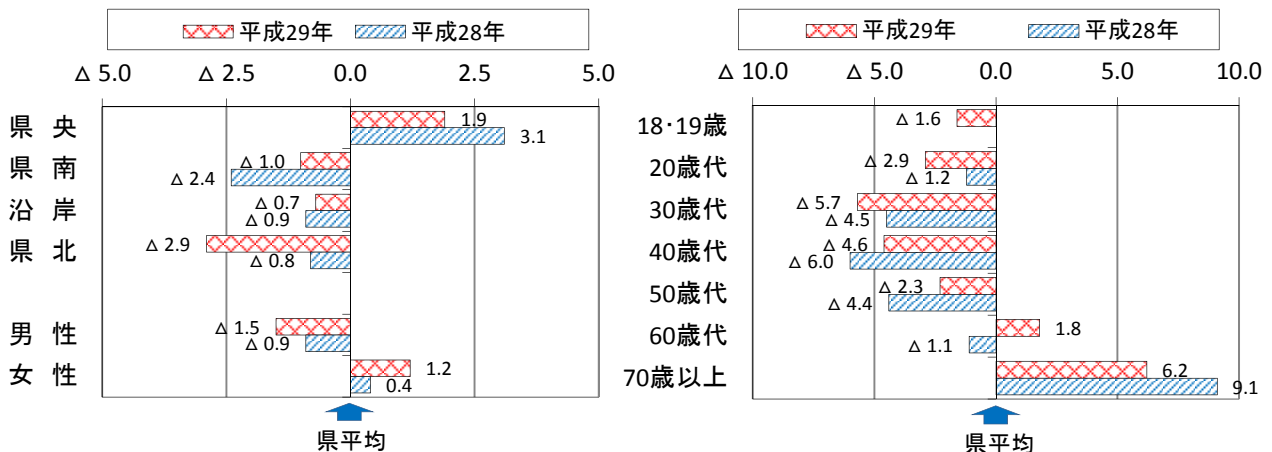 平成29年 平成28年
△ 5.0 △ 2.5 0.0 2.5 5.0
県 央 1.9
3.1
県 南 △ 1.0
△ 2.4
沿 岸 △ 0.7
△ 0.9
県 北 △ 2.9
△ 0.8
男 性 △ 1.5
△ 0.9
女 性 1.2
0.4
県平均
平成29年 平成28年
△ 10.0 △ 5.0 0.0 5.0 10.0
18・19歳 △ 1.6
20歳代 △ 2.9
△ 1.2
30歳代 △ 5.7
△ 4.5
40歳代 △ 4.6
△ 6.0
50歳代 △ 2.3
△ 4.4
60歳代 1.8
△ 1.1
70歳以上 6.2
9.1
県平均